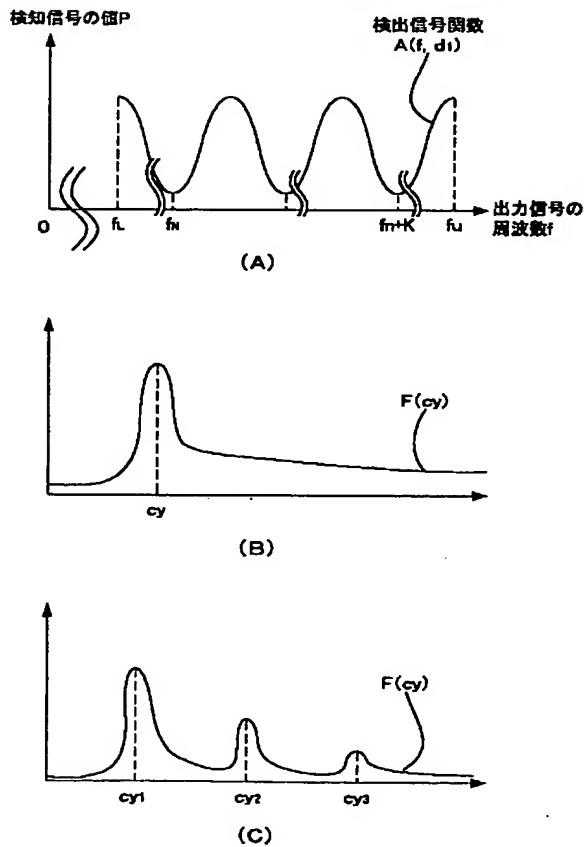 検知信号の値P
検出信号関数
A(f, d1)
0
fL
fN
fn+K
fu
出力信号の
周波数f
(A)
F(cy)
cy
(B)
F(cy)
cy1
cy2
cy3
(C)